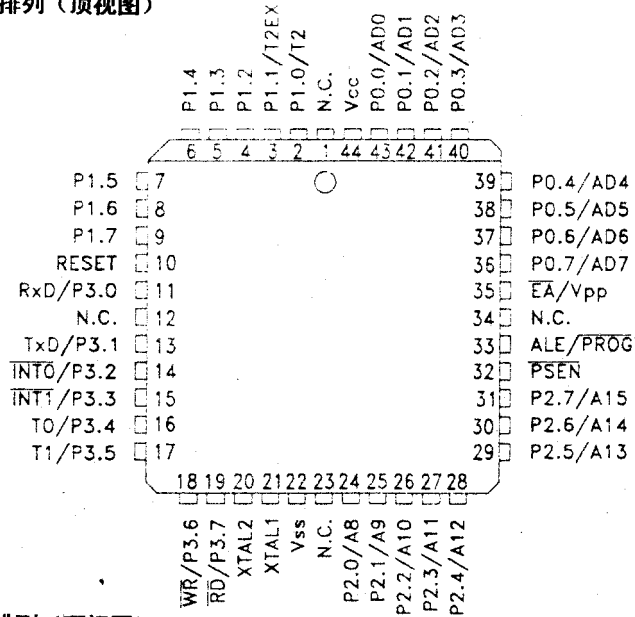 排列（顶视图）
P1.4
P1.3
P1.2
P1.1/T2EX
P1.0/T2
N.C.
Vcc
P0.0/AD0
P0.1/AD1
P0.2/AD2
P0.3/AD3
6 5 4 3 2 1 44 43 42 41 40
P1.5 7
P1.6 8
P1.7 9
RESET 10
RxD/P3.0 11
N.C. 12
TxD/P3.1 13
INT0/P3.2 14
INT1/P3.3 15
T0/P3.4 16
T1/P3.5 17
39 P0.4/AD4
38 P0.5/AD5
37 P0.6/AD6
36 P0.7/AD7
35 EA/Vpp
34 N.C.
33 ALE/PROG
32 PSEN
31 P2.7/A15
30 P2.6/A14
29 P2.5/A13
18 19 20 21 22 23 24 25 26 27 28
WR/P3.6
RD/P3.7
XTAL2
XTAL1
Vss
N.C.
P2.0/A8
P2.1/A9
P2.2/A10
P2.3/A11
P2.4/A12